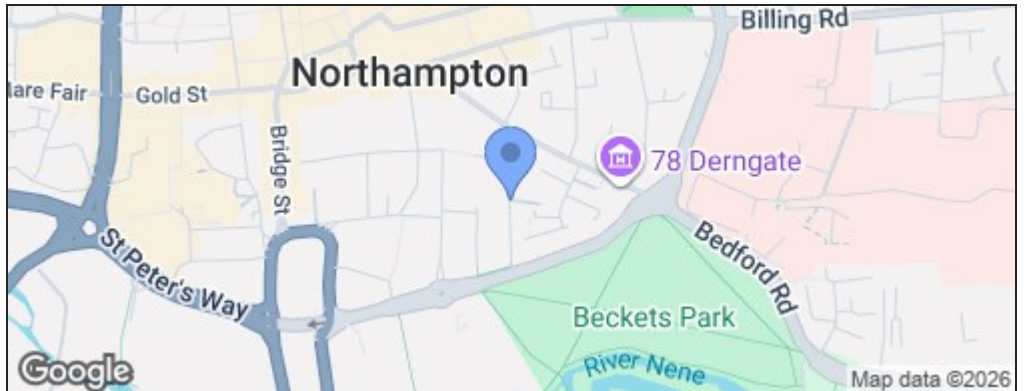 Billing Rd
Northampton
Mare Fair
Gold St
Bridge St
78 Derngate
St Peter's Way
Bedford Rd
Beckets Park
River Nene
Google
Map data ©2026